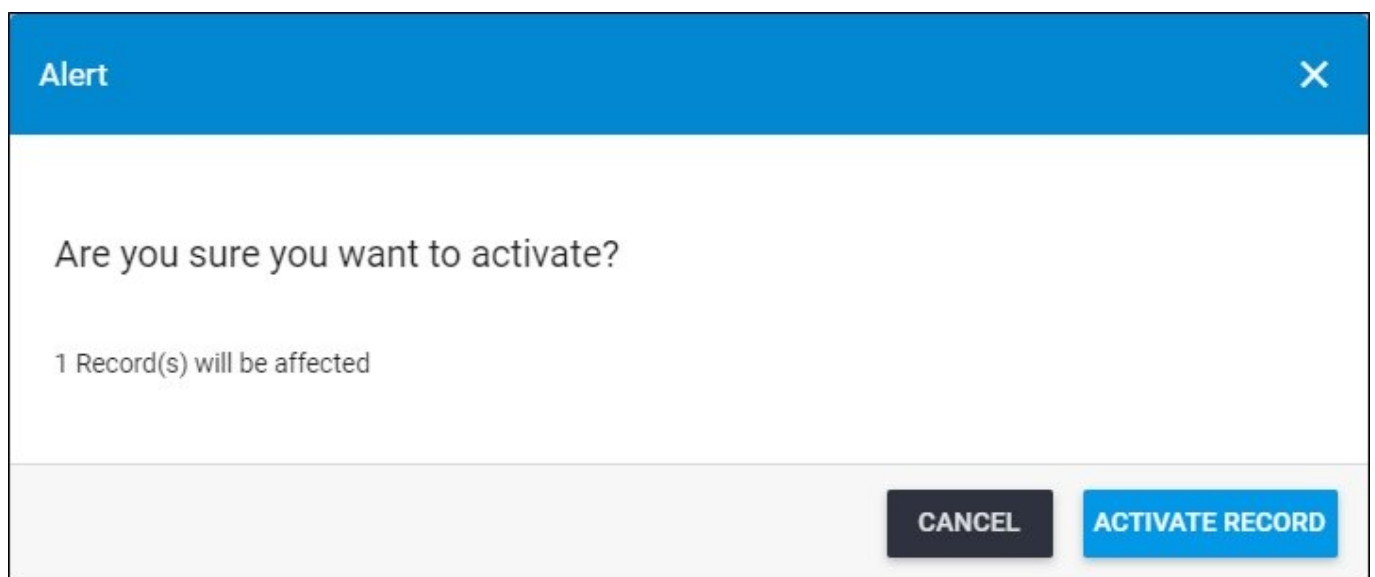 Alert
Are you sure you want to activate?
1 Record(s) will be affected
CANCEL ACTIVATE RECORD